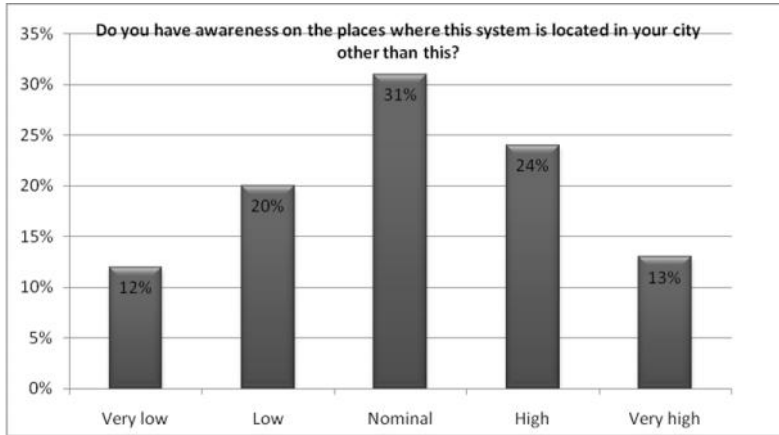 Do you have awareness on the places where this system is located in your city
other than this?
35%
30%
25%
20%
15%
10%
5%
0%
12%
20%
31%
24%
13%
Very low
Low
Nominal
High
Very high